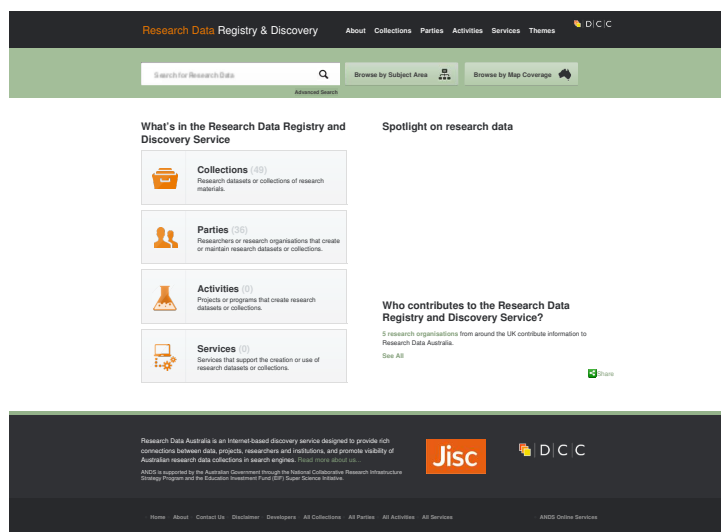 Research Data Registry & Discovery
About Collections Parties Activities Services Themes
D|C|C
Search for Research Data
Browse by Subject Area
Browse by Map Coverage
Advanced Search
What's in the Research Data Registry and
Discovery Service
Collections (49)
Research datasets or collections of research
materials.
Parties (36)
Researchers or research organisations that create
or maintain research datasets or collections.
Activities (0)
Projects or programs that create research
datasets or collections.
Services (0)
Services that support the creation or use of
research datasets or collections.
Spotlight on research data
Who contributes to the Research Data
Registry and Discovery Service?
5 research organisations from around the UK contribute information to
Research Data Australia.
See All
Share
Research Data Australia is an Internet-based discovery service designed to provide rich
connections between data, projects, researchers and institutions, and promote visibility of
Australian research data collections in search engines. Read more about us...
ANDS is supported by the Australian Government through the National Collaborative Research Infrastructure
Strategy Program and the Education Investment Fund (EIF) Super Science Initiative.
Jisc
D|C|C
Home About Contact Us Disclaimer Developers All Collections All Parties All Activities All Services
ANDS Online Services